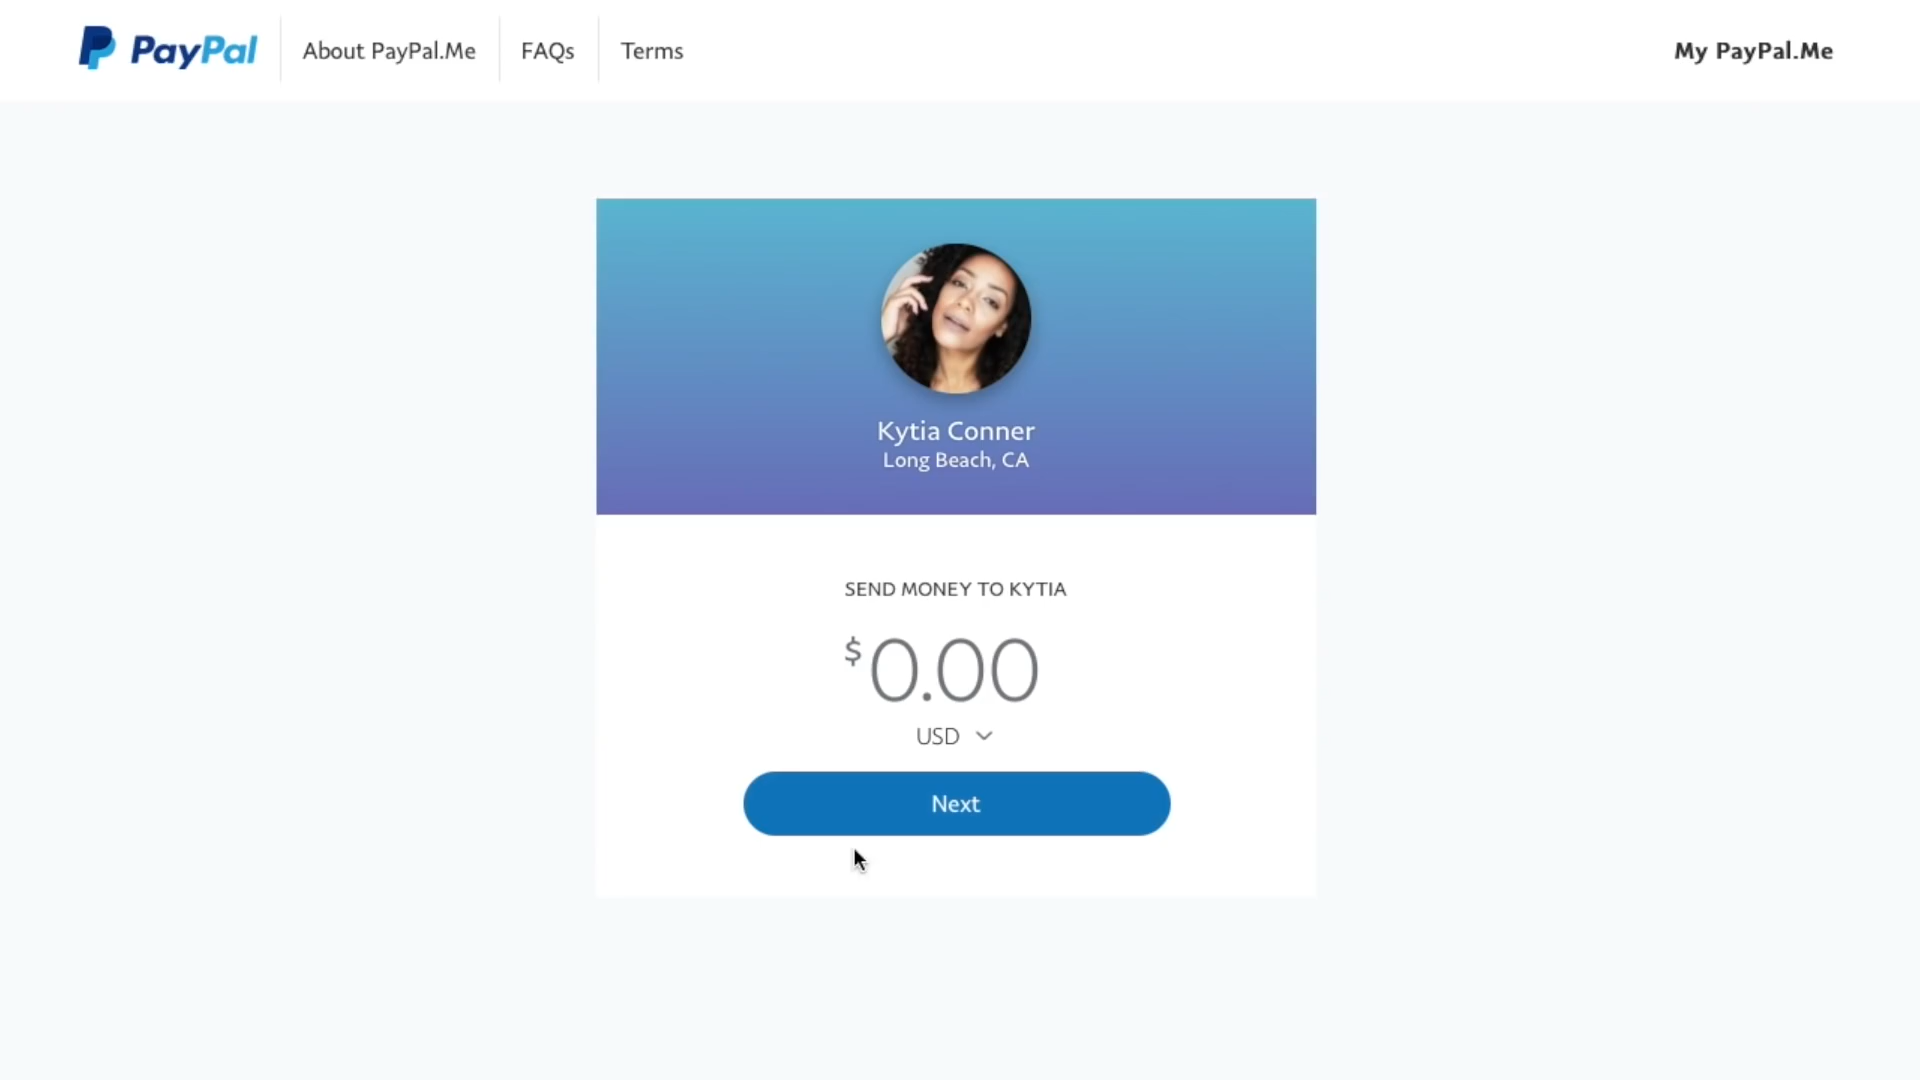 PayPal
About PayPal.Me
FAQs
Terms
My PayPal.Me
Kytia Conner
Long Beach, CA
SEND MONEY TO KYTIA
$0.00
USD
Next